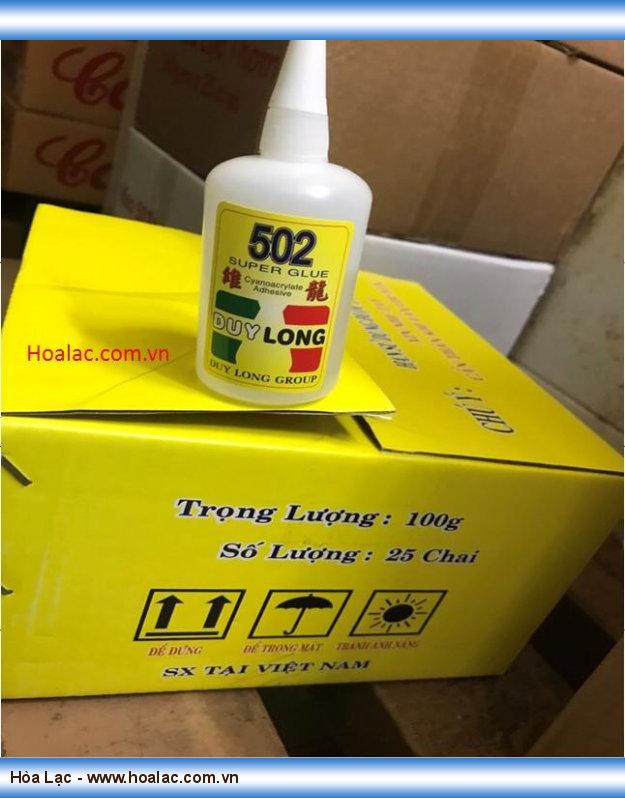 502
SUPER GLUE
Cyanoacrylate
Adhesive
維 龍
DUY LONG
DUY LONG GROUP
Hoalac.com.vn
CHÚ Ý:
Trọng Lượng : 100g
Số Lượng : 25 Chai
ĐỂ ĐỨNG
ĐỂ TRONG MÁT
TRÁNH ÁNH NẮNG
SX TẠI VIỆT NAM
Hòa Lạc - www.hoalac.com.vn